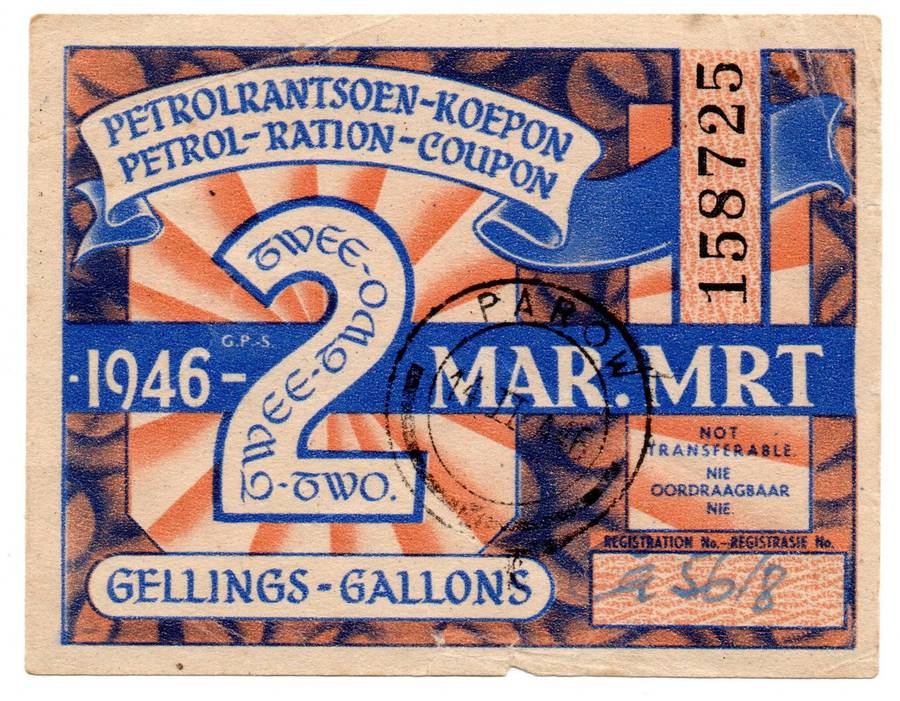 PETROLRANTSOEN-KOEPON
PETROL-RATION-COUPON
158725
TWEE-
TWEE-TWO
O-TWO.
G.P.-S.
·1946-
2
MAR. MRT
PAROW
NOT
TRANSFERABLE.
NIE
OORDRAAGBAAR
NIE.
REGISTRATION No.-REGISTRASIE No.
GELLINGS-GALLONS